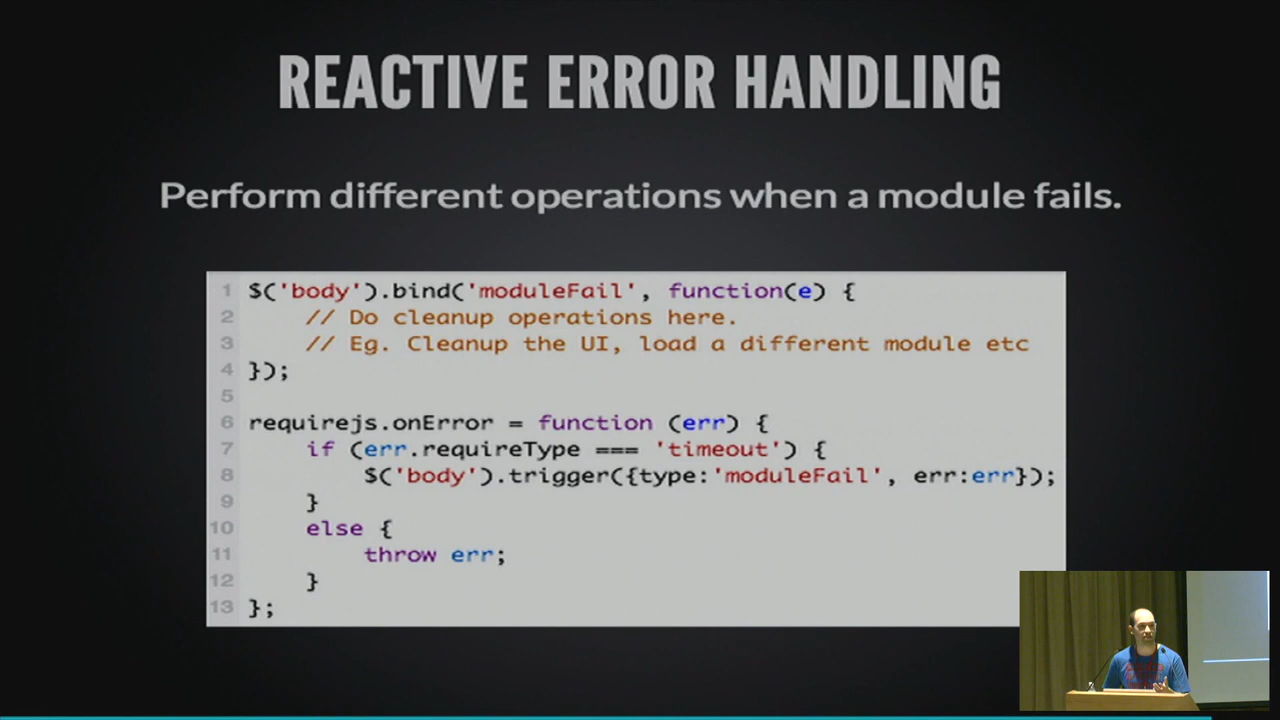 REACTIVE ERROR HANDLING
Perform different operations when a module fails.
1 $('body').bind('moduleFail', function(e) {
2 // Do cleanup operations here.
3 // Eg. Cleanup the UI, load a different module etc
4 });
5
6 requirejs.onError = function (err) {
7 if (err.requireType === 'timeout') {
8 $('body').trigger({type:'moduleFail', err:err});
9 }
10 else {
11 throw err;
12 }
13 };